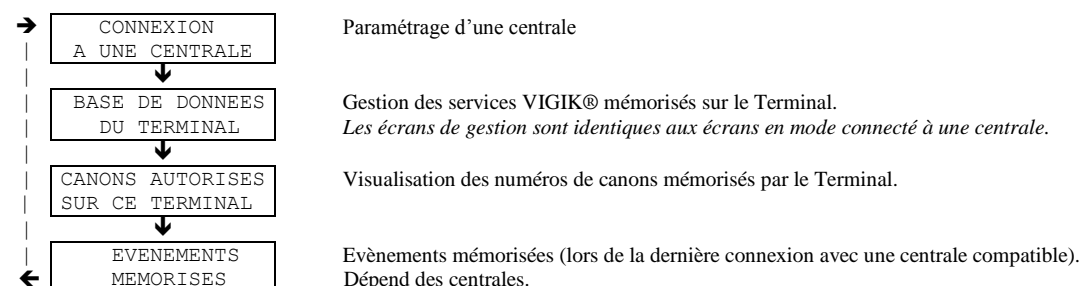 CONNEXION
A UNE CENTRALE
Paramétrage d’une centrale
BASE DE DONNEES
DU TERMINAL
Gestion des services VIGIK® mémorisés sur le Terminal.
Les écrans de gestion sont identiques aux écrans en mode connecté à une centrale.
CANONS AUTORISES
SUR CE TERMINAL
Visualisation des numéros de canons mémorisés par le Terminal.
EVENEMENTS
MEMORISES
Evènements mémorisées (lors de la dernière connexion avec une centrale compatible).
Dépend des centrales.